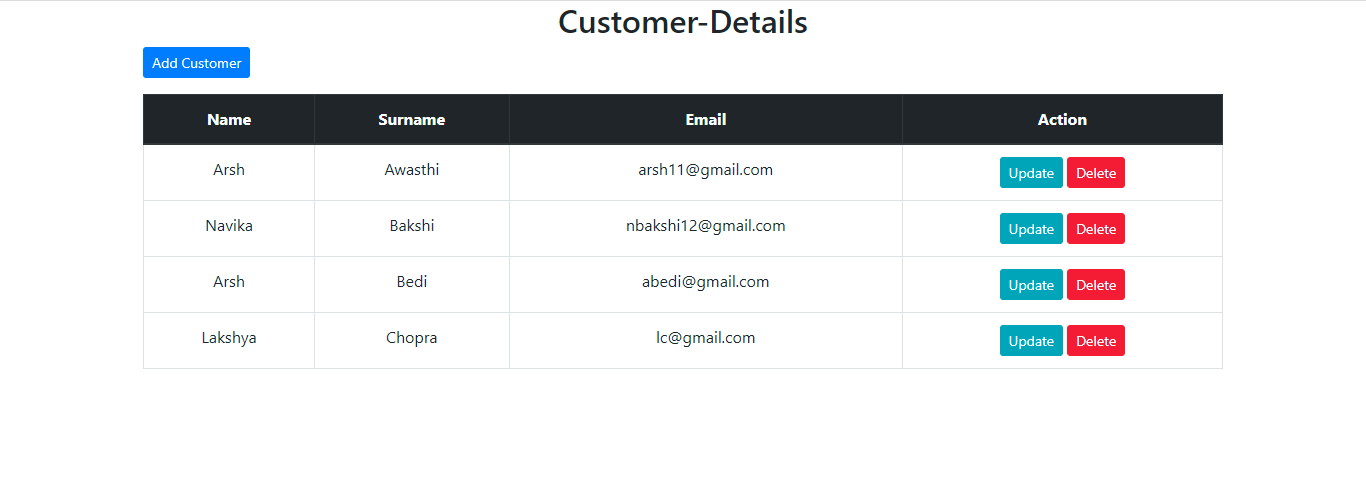 Customer-Details
Add Customer
Name Surname Email Action
Arsh Awasthi arsh11@gmail.com Update Delete
Navika Bakshi nbakshi12@gmail.com Update Delete
Arsh Bedi abedi@gmail.com Update Delete
Lakshya Chopra lc@gmail.com Update Delete